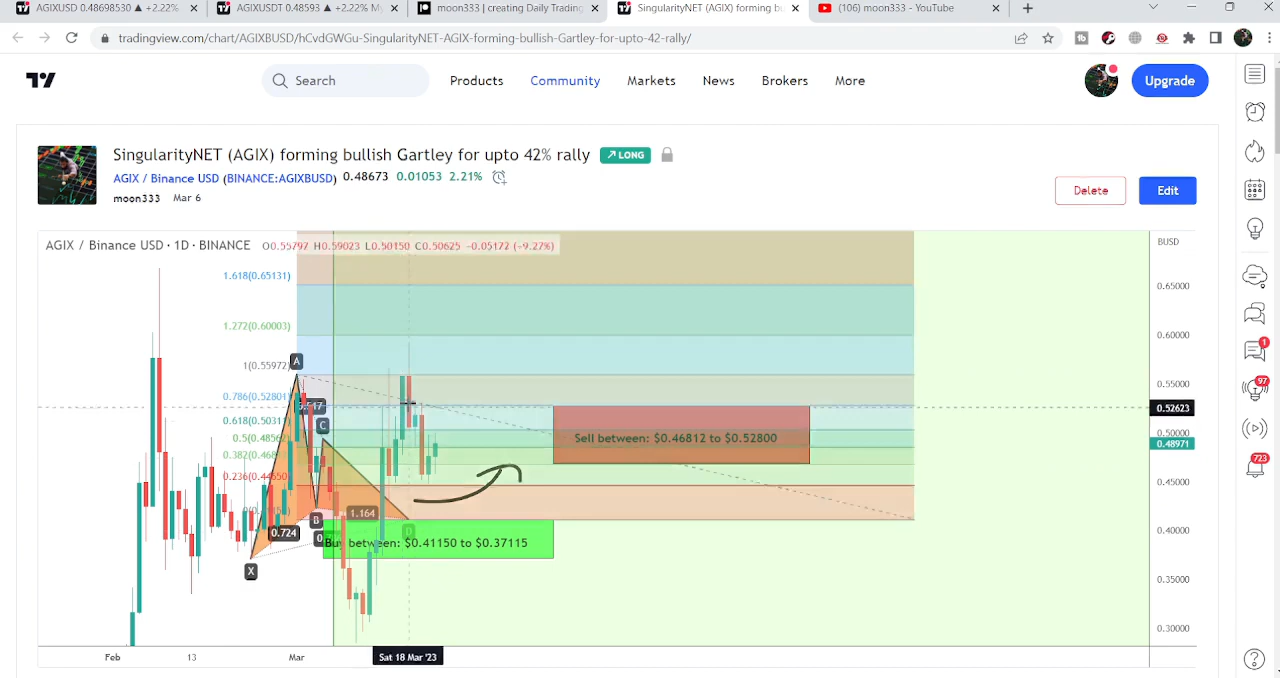 AGIXUSD 0.48698530 ▲ +2.22%
AGIXUSDT 0.48593 ▲ +2.22% M
moon333 | creating Daily Trading
SingularityNET (AGIX) forming bu
(106) moon333 - YouTube
tradingview.com/chart/AGIXBUSD/hCvdGWGu-SingularityNET-AGIX-forming-bullish-Gartley-for-upto-42-rally/
Search
Products
Community
Markets
News
Brokers
More
Upgrade
SingularityNET (AGIX) forming bullish Gartley for upto 42% rally
LONG
AGIX / Binance USD (BINANCE:AGIXBUSD) 0.48673 0.01053 2.21%
moon333 Mar 6
Delete
Edit
AGIX / Binance USD · 1D · BINANCE O0.55797 H0.59023 L0.50150 C0.50625 −0.05172 (−9.27%)
BUSD
1.618(0.65131)
0.65000
1.272(0.60003)
0.60000
A
1(0.55972)
0.55000
0.786(0.52801)
0.52623
0.618(0.50311)
C
0.50000
0.5(0.48562)
Sell between: $0.46812 to $0.52800
0.48971
0.382(0.468
0.236(0.44650)
0.45000
1.164
B
0.724
D
0.40000
Buy between: $0.41150 to $0.37115
X
0.35000
0.30000
Feb
13
Mar
Sat 18 Mar '23
1
97
723